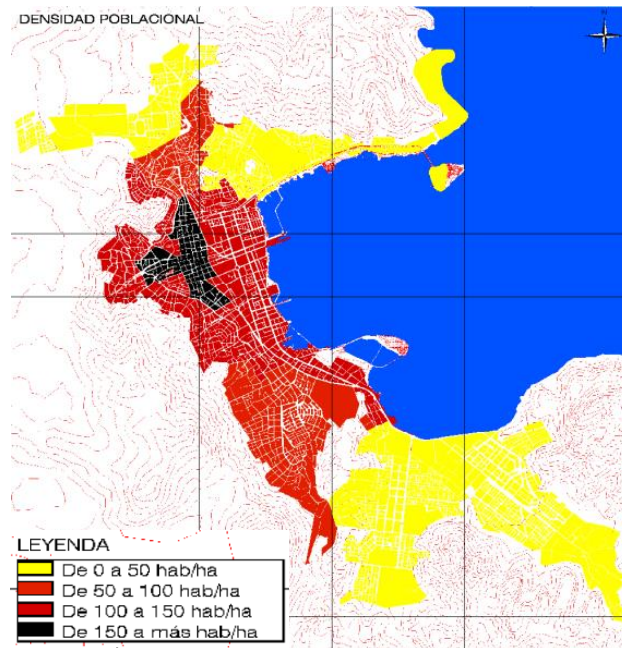 DENSIDAD POBLACIONAL
LEYENDA
De 0 a 50 hab/ha
De 50 a 100 hab/ha
De 100 a 150 hab/ha
De 150 a más hab/ha